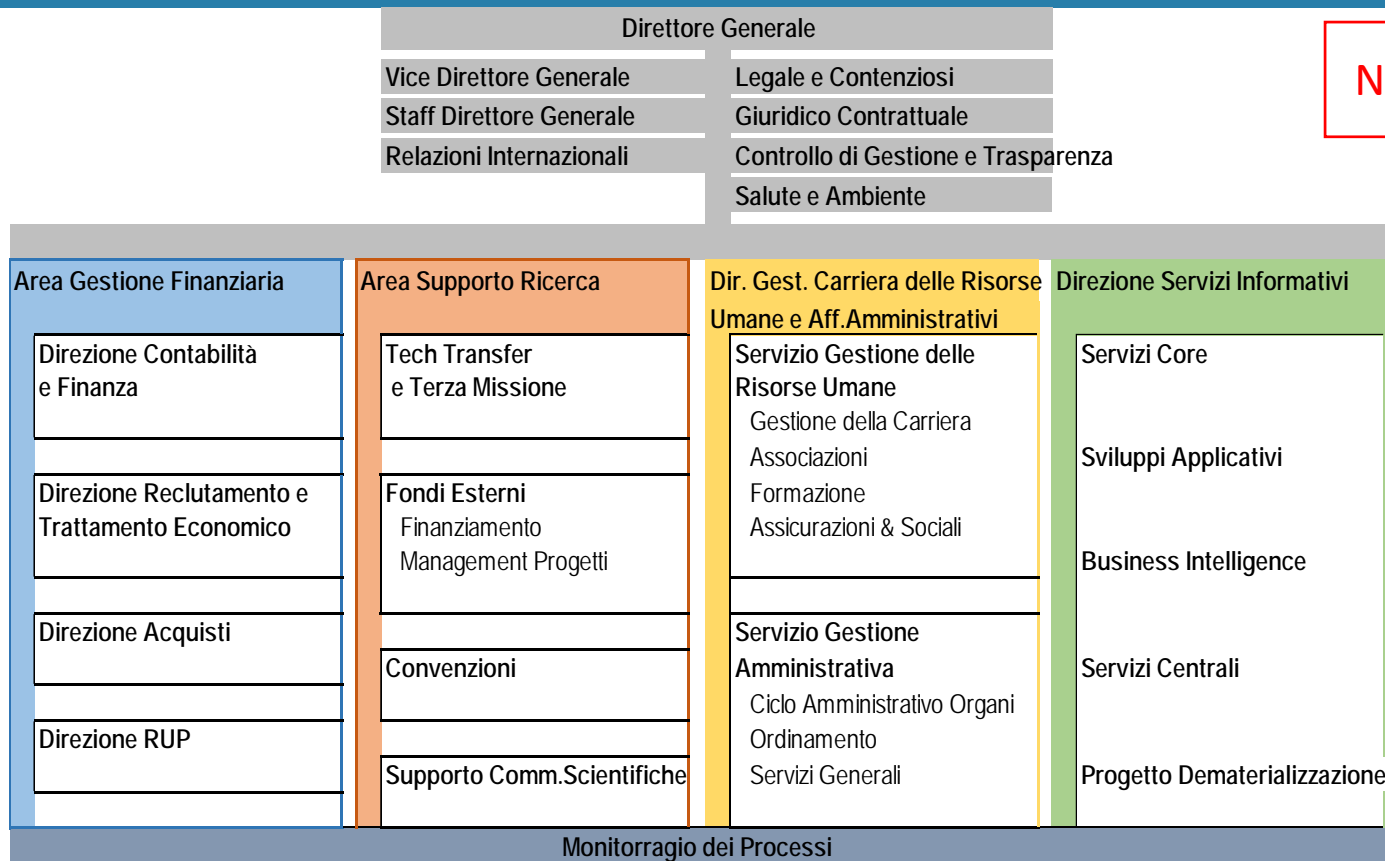 Direttore Generale
N
Vice Direttore Generale
Legale e Contenziosi
Staff Direttore Generale
Giuridico Contrattuale
Relazioni Internazionali
Controllo di Gestione e Trasparenza
Salute e Ambiente
Area Gestione Finanziaria
Direzione Contabilità
e Finanza
Direzione Reclutamento e
Trattamento Economico
Direzione Acquisti
Direzione RUP
Area Supporto Ricerca
Tech Transfer
e Terza Missione
Fondi Esterni
Finanziamento
Management Progetti
Convenzioni
Supporto Comm.Scientifiche
Dir. Gest. Carriera delle Risorse
Umane e Aff.Amministrativi
Servizio Gestione delle
Risorse Umane
Gestione della Carriera
Associazioni
Formazione
Assicurazioni & Sociali
Servizio Gestione
Amministrativa
Ciclo Amministrativo Organi
Ordinamento
Servizi Generali
Direzione Servizi Informativi
Servizi Core
Sviluppi Applicativi
Business Intelligence
Servizi Centrali
Progetto Dematerializzazione
Monitorragio dei Processi